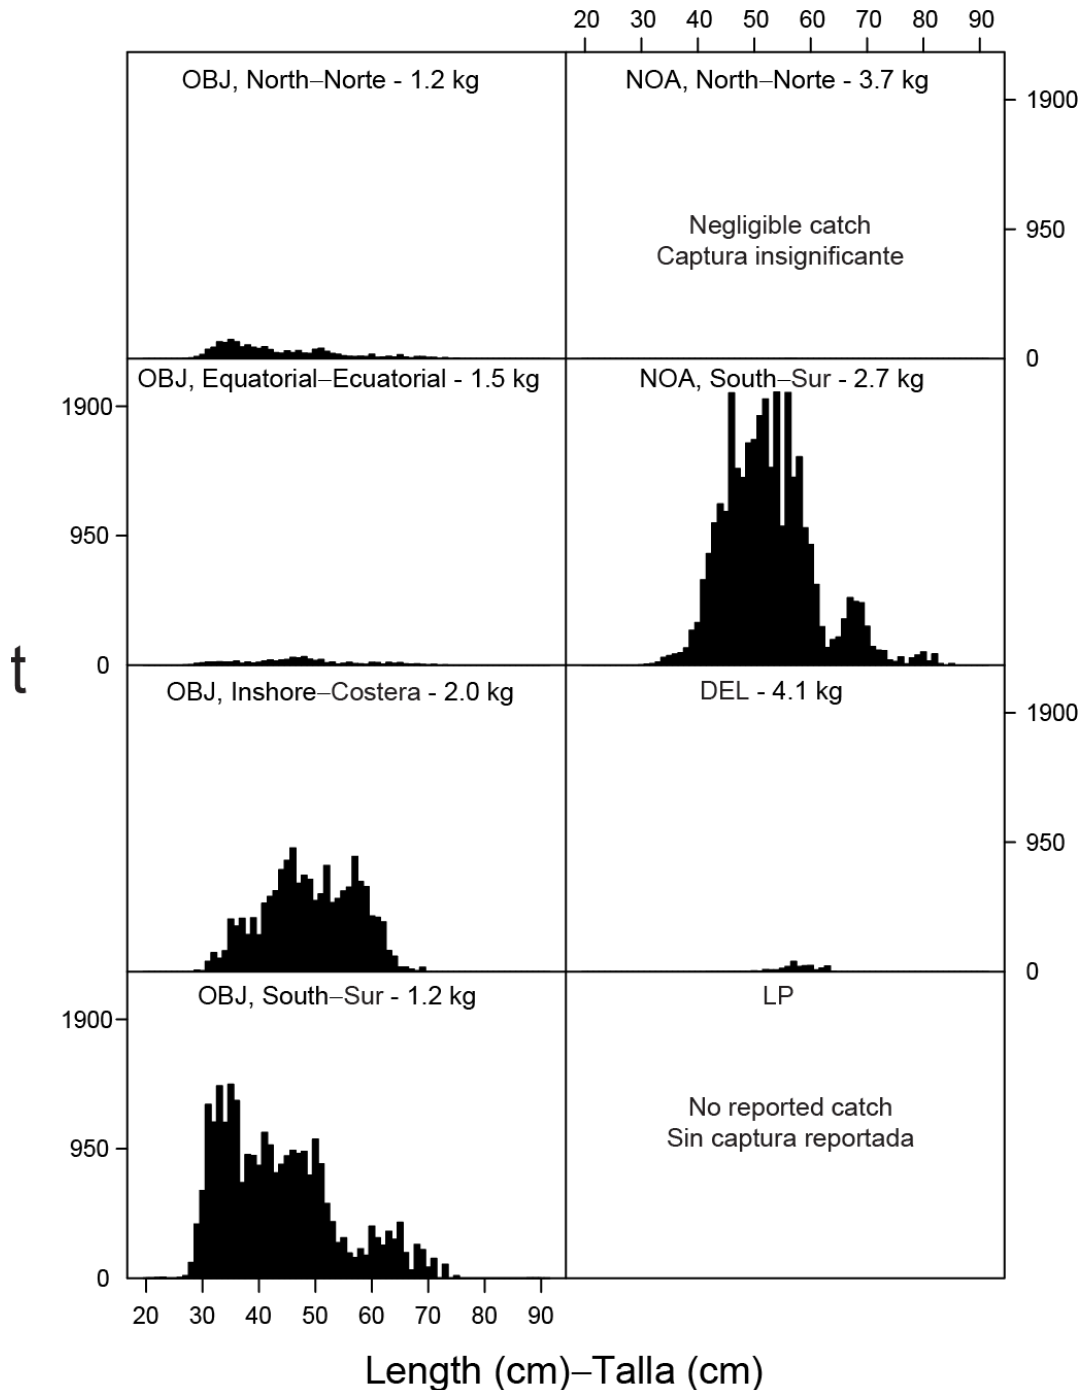 20 30 40 50 60 70 80 90
OBJ, North–Norte - 1.2 kg
NOA, North–Norte - 3.7 kg
1900
Negligible catch
Captura insignificante
950
0
OBJ, Equatorial–Ecuatorial - 1.5 kg
NOA, South–Sur - 2.7 kg
1900
950
t
0
OBJ, Inshore–Costera - 2.0 kg
DEL - 4.1 kg
1900
950
0
OBJ, South–Sur - 1.2 kg
LP
1900
No reported catch
Sin captura reportada
950
0
20 30 40 50 60 70 80 90
Length (cm)–Talla (cm)